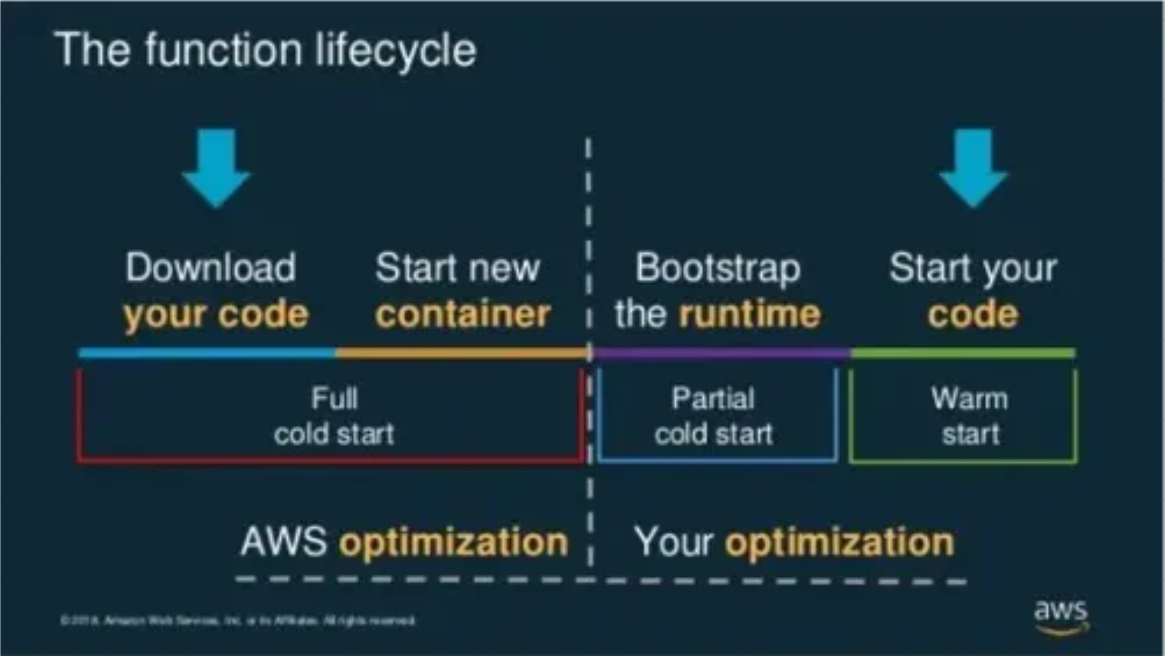 The function lifecycle
Download
your code
Start new
container
Bootstrap
the runtime
Start your
code
Full
cold start
Partial
cold start
Warm
start
AWS optimization
Your optimization
Amazon Web Services, Inc. or its Affiliates. All rights reserved.
aws